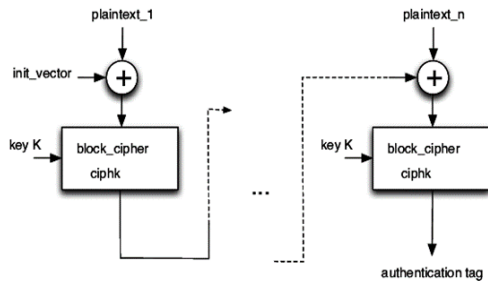 plaintext_1
plaintext_n
init_vector
+
+
key K
block_cipher
ciphk
...
key K
block_cipher
ciphk
authentication tag